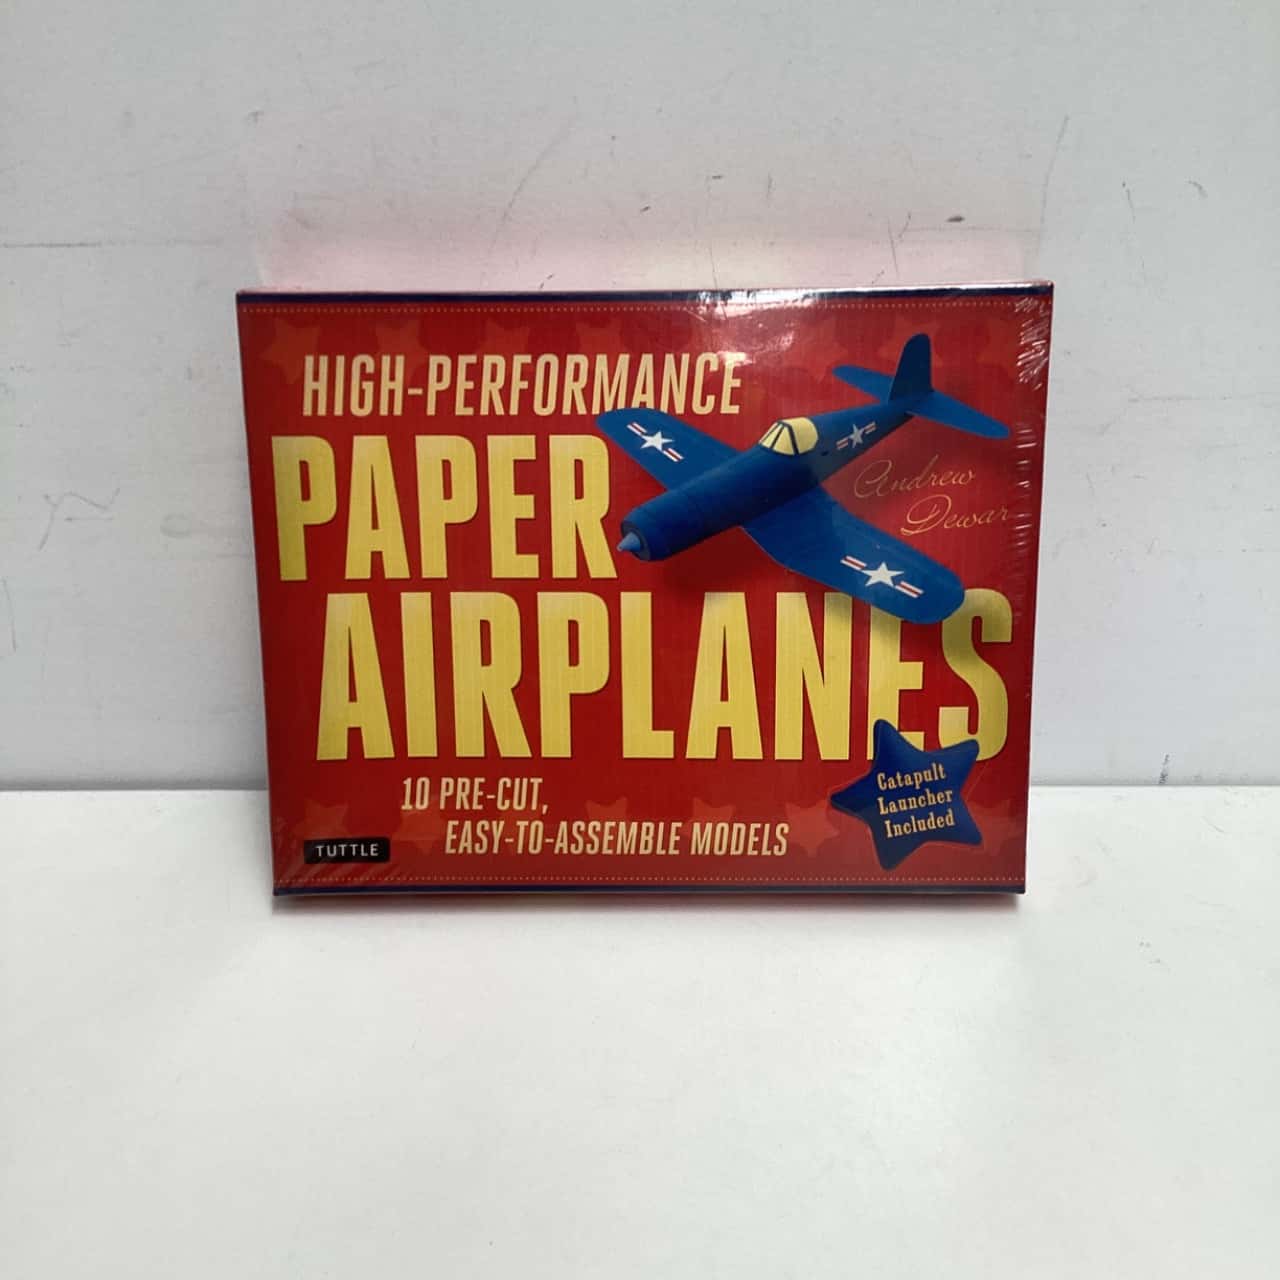 HIGH-PERFORMANCE
PAPER
AIRPLANES
Andrew
Dewar
10 PRE-CUT,
EASY-TO-ASSEMBLE MODELS
Catapult
Launcher
Included
TUTTLE